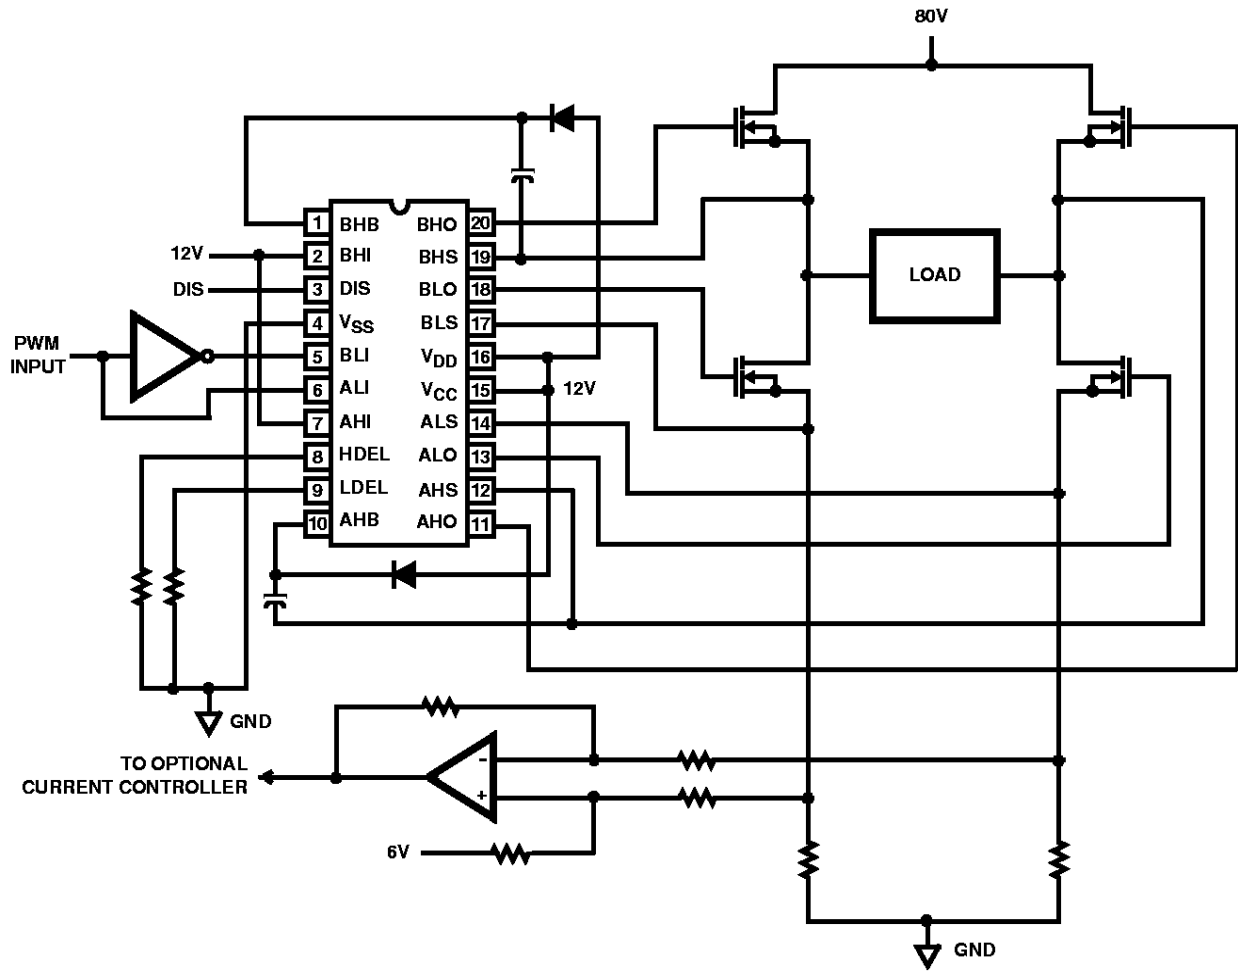 80V
1 BHB BHO 20
12V 2 BHI BHS 19
DIS 3 DIS BLO 18
4 VSS BLS 17
PWM
INPUT
5 BLI VDD 16
6 ALI VCC 15 12V
7 AHI ALS 14
8 HDEL ALO 13
9 LDEL AHS 12
10 AHB AHO 11
LOAD
GND
TO OPTIONAL
CURRENT CONTROLLER
-
+
6V
GND